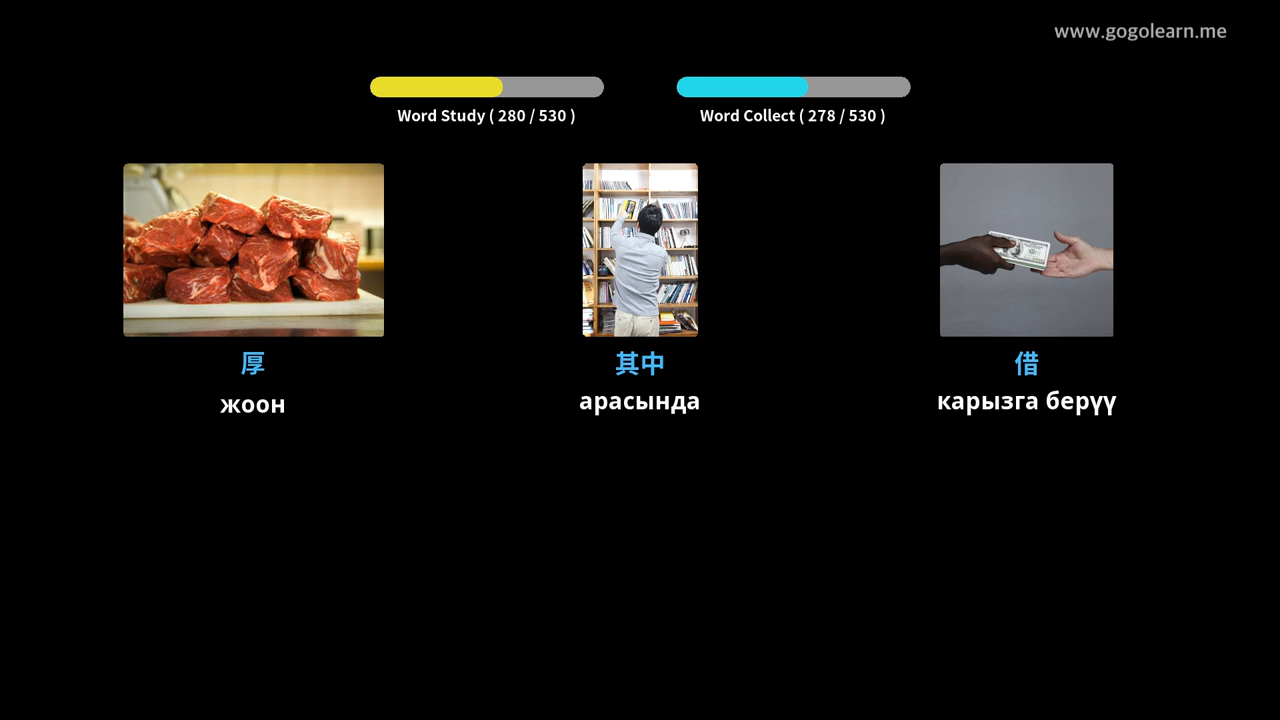 www.gogolearn.me
Word Study ( 280 / 530 )
Word Collect ( 278 / 530 )
厚
其中
借
жоон
арасында
карызга берүү